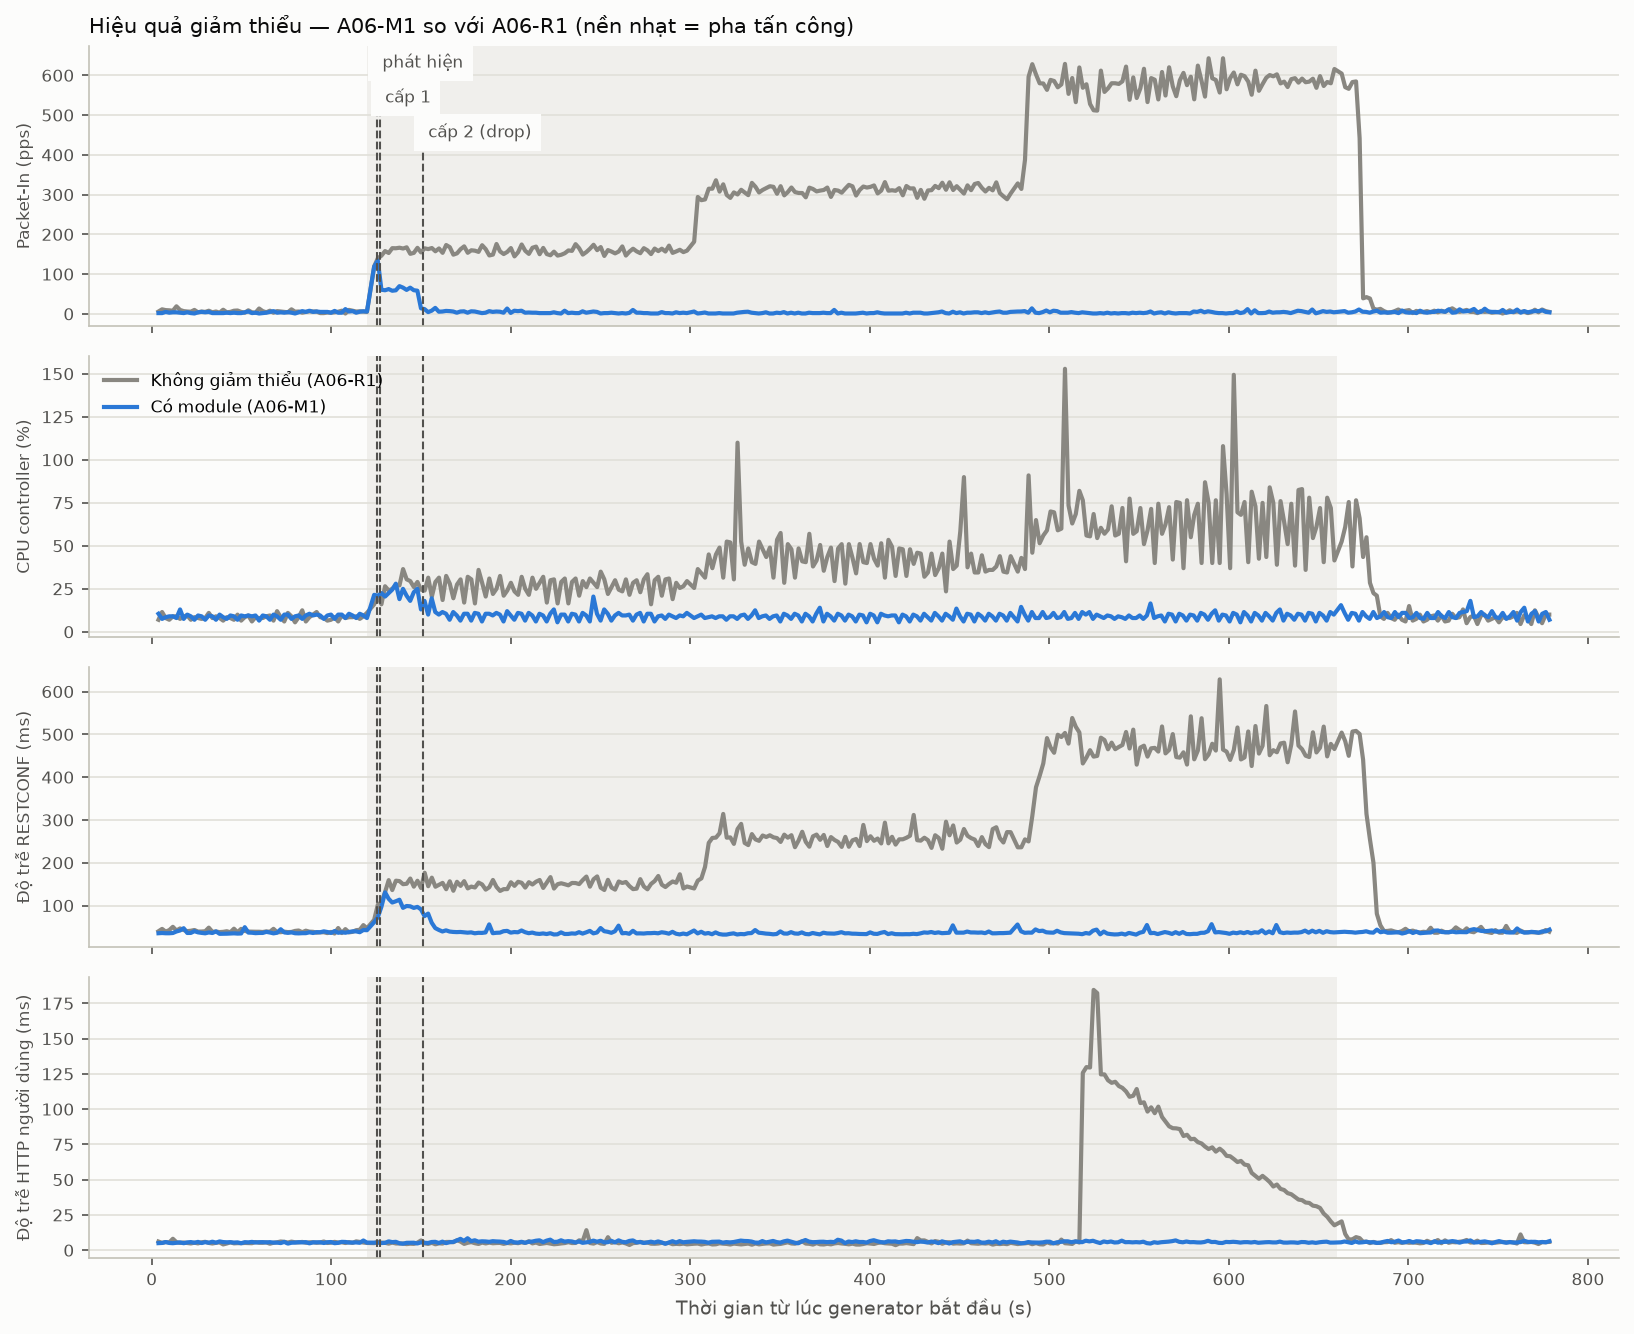 Hiệu quả giảm thiểu — A06-M1 so với A06-R1 (nền nhạt = pha tấn công)
phát hiện
cấp 1
cấp 2 (drop)
Packet-In (pps)
600
500
400
300
200
100
0
Không giảm thiểu (A06-R1)
Có module (A06-M1)
CPU controller (%)
150
125
100
75
50
25
0
Độ trễ RESTCONF (ms)
600
500
400
300
200
100
Độ trễ HTTP người dùng (ms)
175
150
125
100
75
50
25
0
0 100 200 300 400 500 600 700 800
Thời gian từ lúc generator bắt đầu (s)